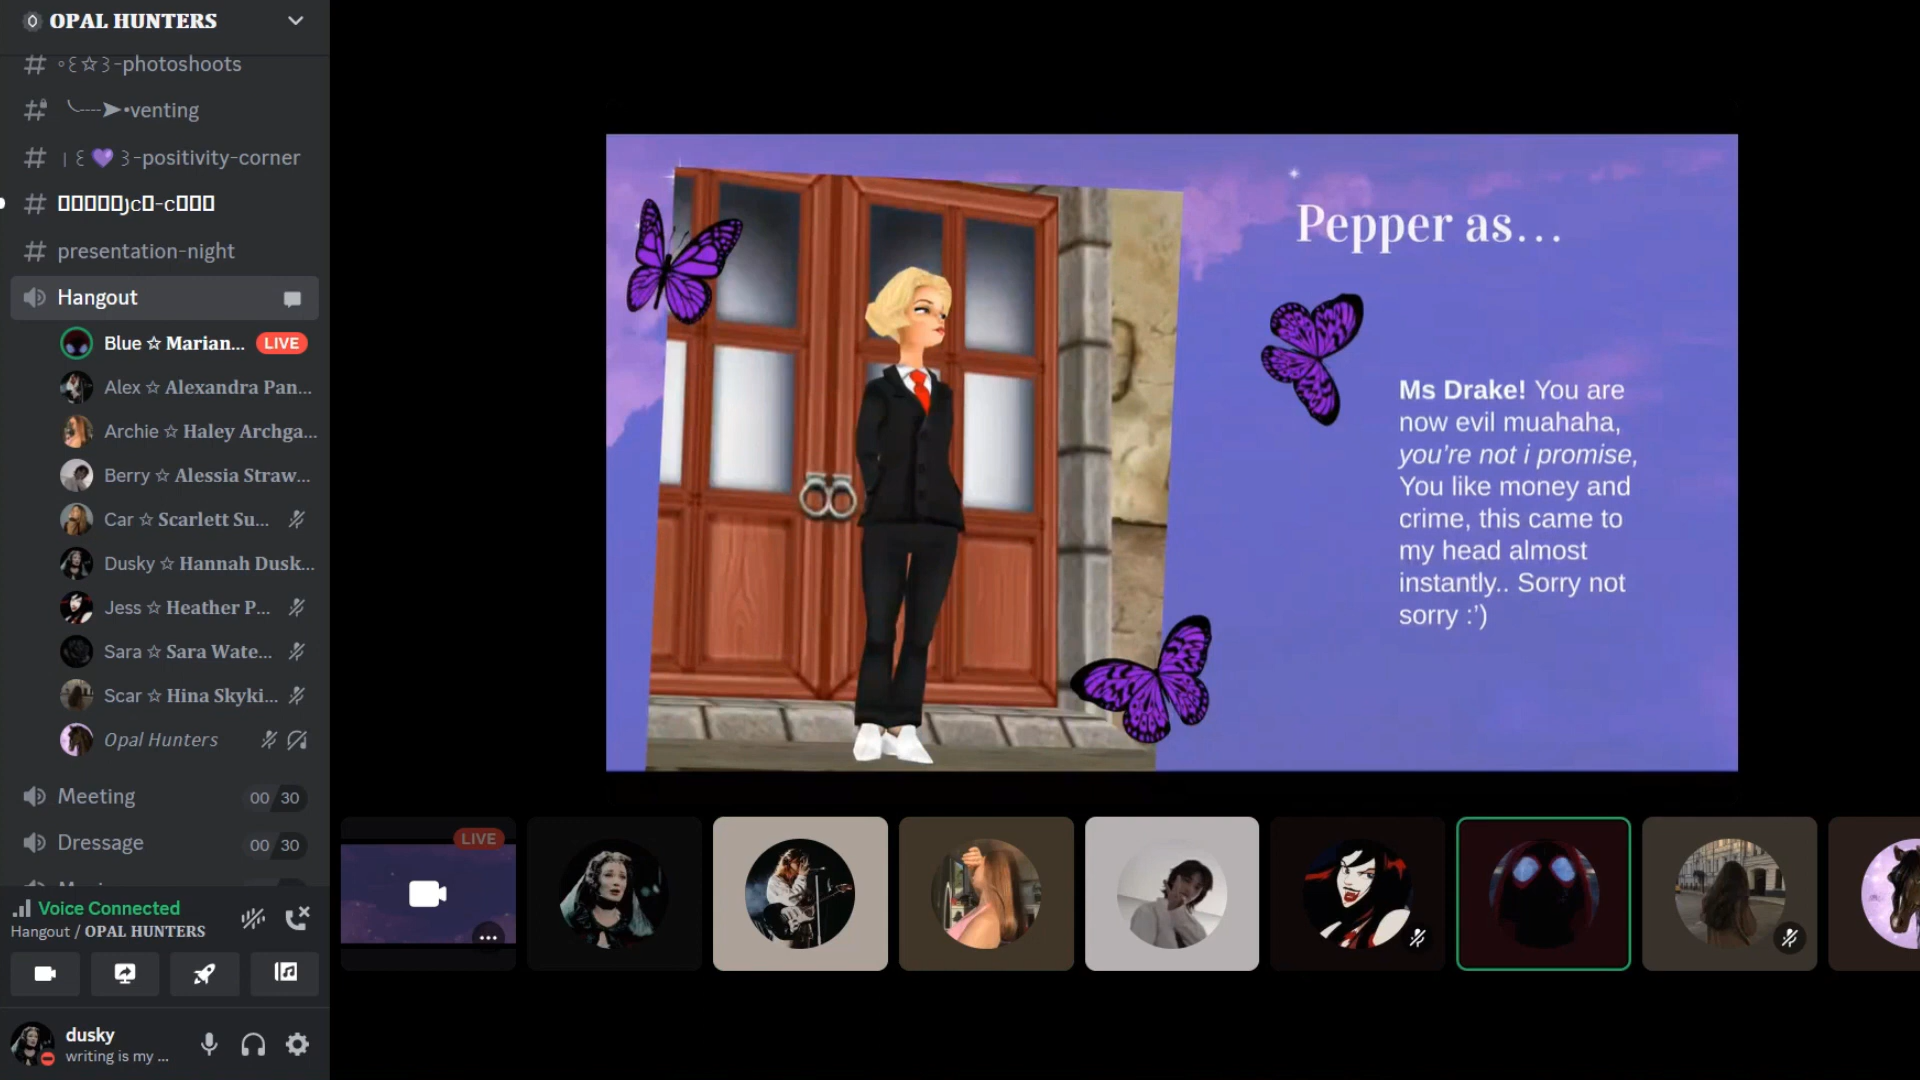 OPAL HUNTERS
◦꒰☆꒱-photoshoots
╰┈➤•venting
︱꒰💜꒱-positivity-corner
presentation-night
Hangout
Blue ☆ Marian... LIVE
Alex ☆ Alexandra Pan...
Archie ☆ Haley Archga...
Berry ☆ Alessia Straw...
Car ☆ Scarlett Su...
Dusky ☆ Hannah Dusk...
Jess ☆ Heather P...
Sara ☆ Sara Wate...
Scar ☆ Hina Skyki...
Opal Hunters
Meeting 00 30
Dressage 00 30
Voice Connected
Hangout / OPAL HUNTERS
dusky
writing is my ...
Pepper as...
Ms Drake! You are
now evil muahaha,
you're not i promise,
You like money and
crime, this came to
my head almost
instantly.. Sorry not
sorry :')
LIVE